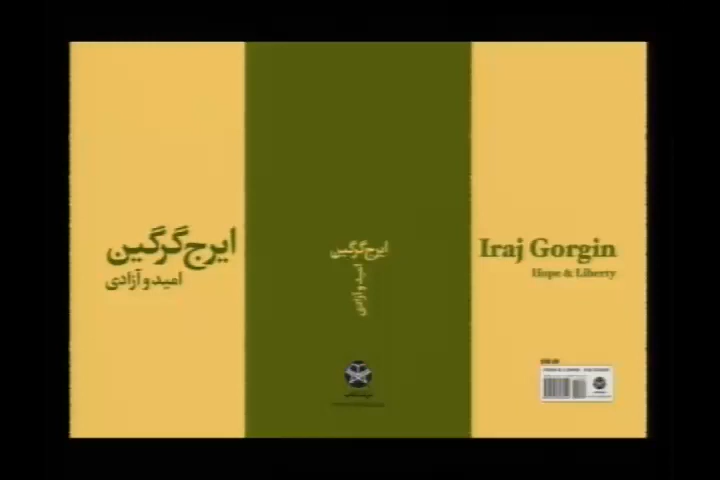 ایرج گرگین
امید و آزادی
ایرج گرگین
امید و آزادی
Iraj Gorgin
Hope & Liberty